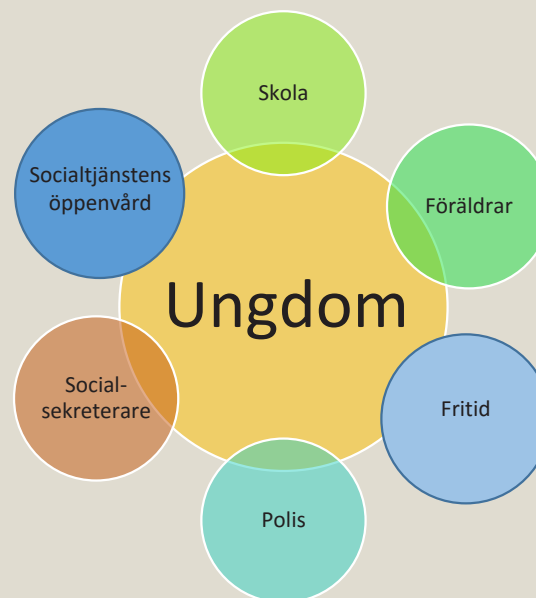 Skola
Socialtjänstens
öppenvård
Föräldrar
Ungdom
Social-
sekreterare
Fritid
Polis